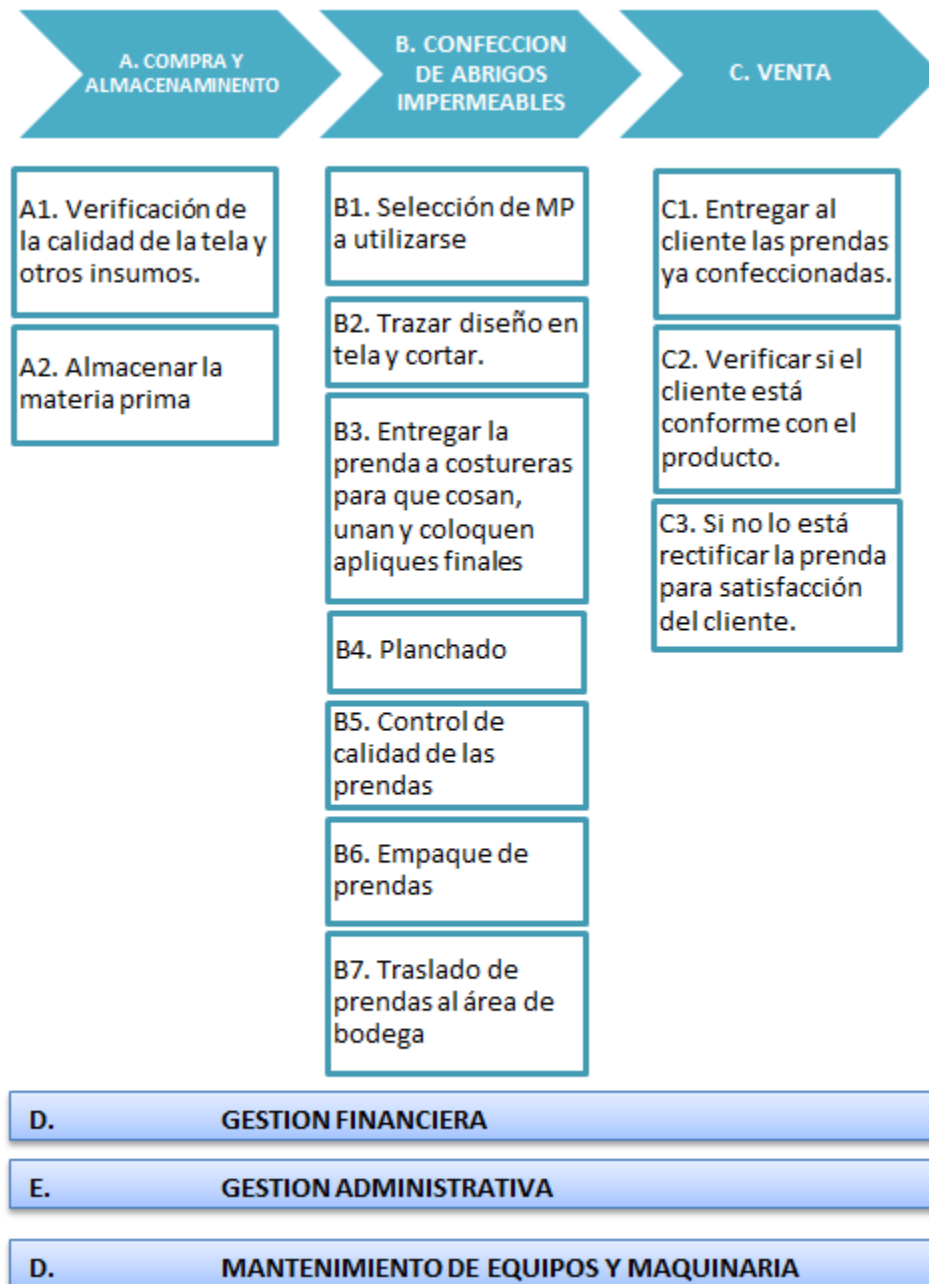 A. COMPRA Y
ALMACENAMINENTO
B. CONFECCION
DE ABRIGOS
IMPERMEABLES
C. VENTA
A1. Verificación de
la calidad de la tela y
otros insumos.
A2. Almacenar la
materia prima
B1. Selección de MP
a utilizarse
B2. Trazar diseño en
tela y cortar.
B3. Entregar la
prenda a costureras
para que cosan,
unan y coloquen
apliques finales
B4. Planchado
B5. Control de
calidad de las
prendas
B6. Empaque de
prendas
B7. Traslado de
prendas al área de
bodega
C1. Entregar al
cliente las prendas
ya confeccionadas.
C2. Verificar si el
cliente está
conforme con el
producto.
C3. Si no lo está
rectificar la prenda
para satisfacción
del cliente.
D. GESTION FINANCIERA
E. GESTION ADMINISTRATIVA
D. MANTENIMIENTO DE EQUIPOS Y MAQUINARIA